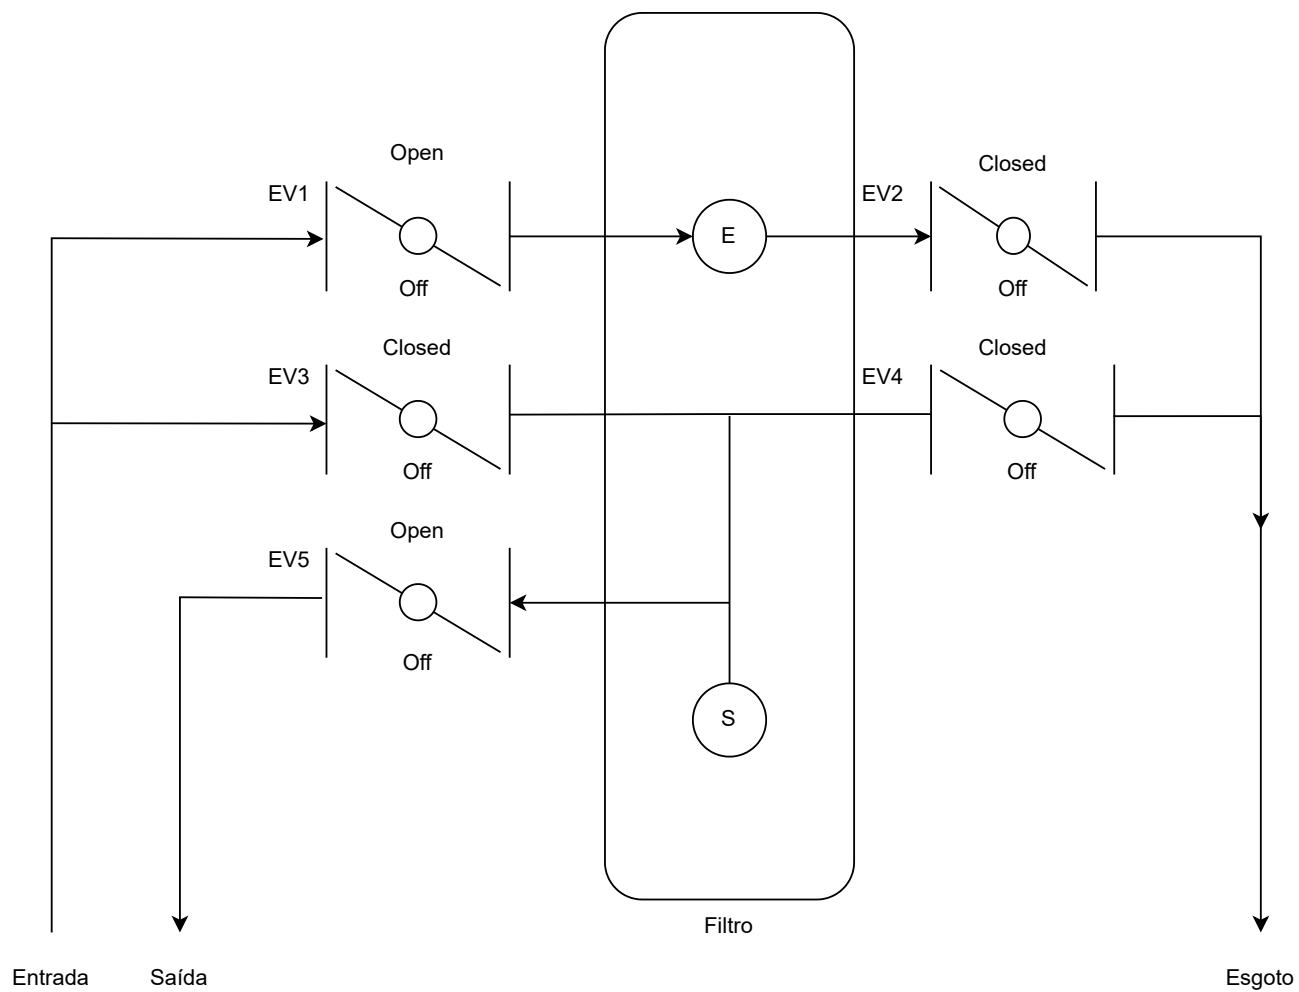 Open
Closed
EV1
EV2
E
Off
Off
Closed
Closed
EV3
EV4
Off
Off
Open
EV5
Off
S
Filtro
Entrada
Saída
Esgoto